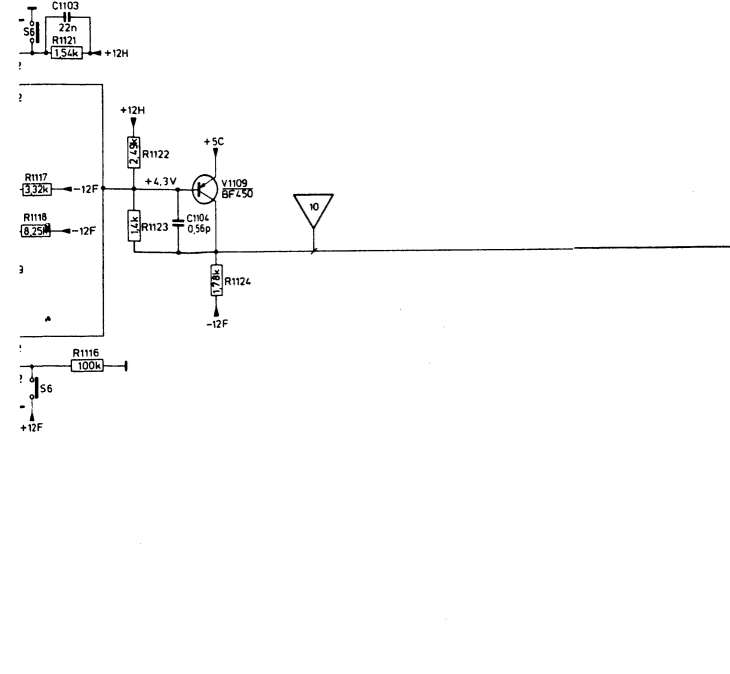 C1103
22n
S6
R1121
1,54k
+12H
2
2
+12H
2,49k
R1122
+5C
+4,3V
V1109
BF450
R1117
3,32k
-12F
R1118
8,25k
-12F
1,4k
R1123
C1104
0,56p
10
1,78k
R1124
-12F
R1116
100k
S6
+12F